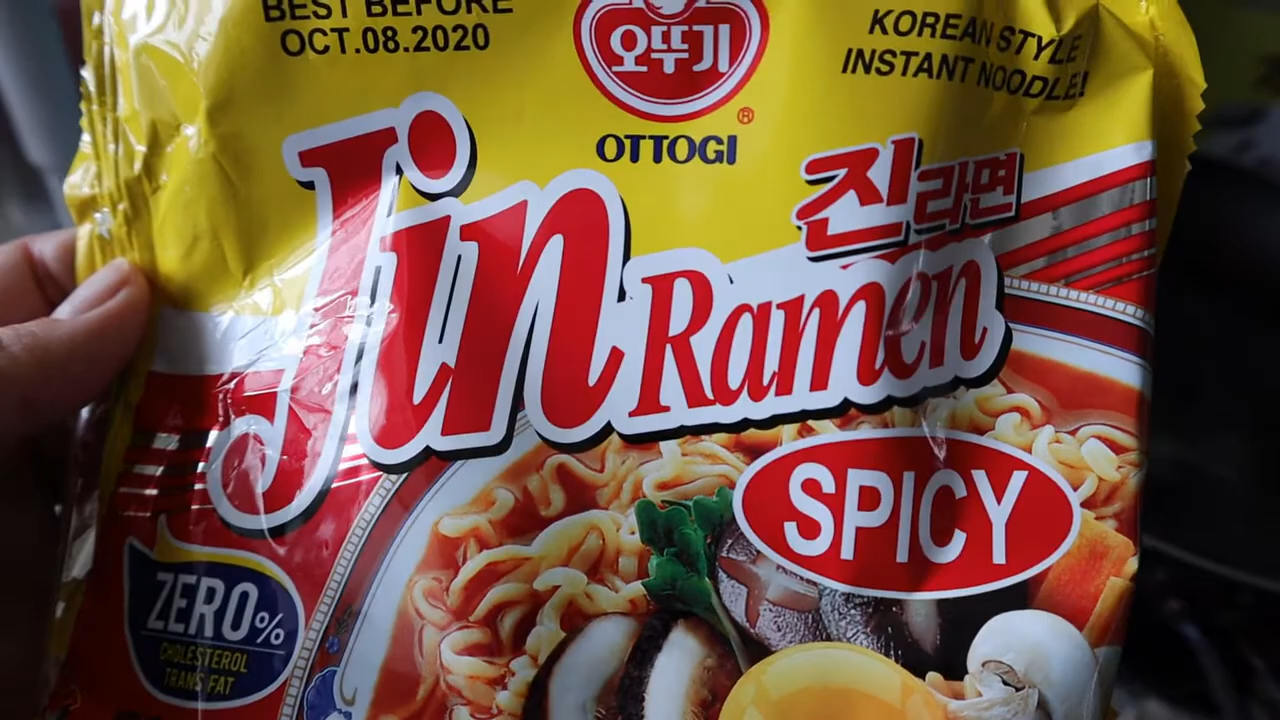 BEST BEFORE
OCT.08.2020
오뚜기
®
OTTOGI
KOREAN STYLE
INSTANT NOODLE!
진라면
Jin Ramen
SPICY
ZERO%
CHOLESTEROL
TRANS FAT